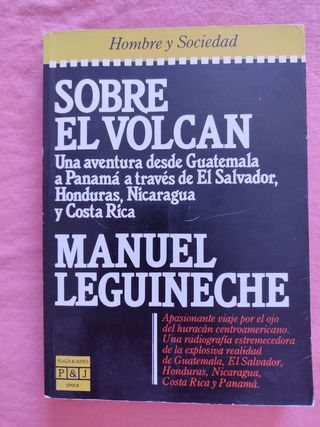 Hombre y Sociedad
SOBRE
EL VOLCAN
Una aventura desde Guatemala
a Panamá a través de El Salvador,
Honduras, Nicaragua
y Costa Rica
MANUEL
LEGUINECHE
Apasionante viaje por el ojo
del huracán centroamericano.
Una radiografía estremecedora
de la explosiva realidad
de Guatemala, El Salvador,
Honduras, Nicaragua,
Costa Rica y Panamá.
PLAZA & JANES
P&J
EPOCA